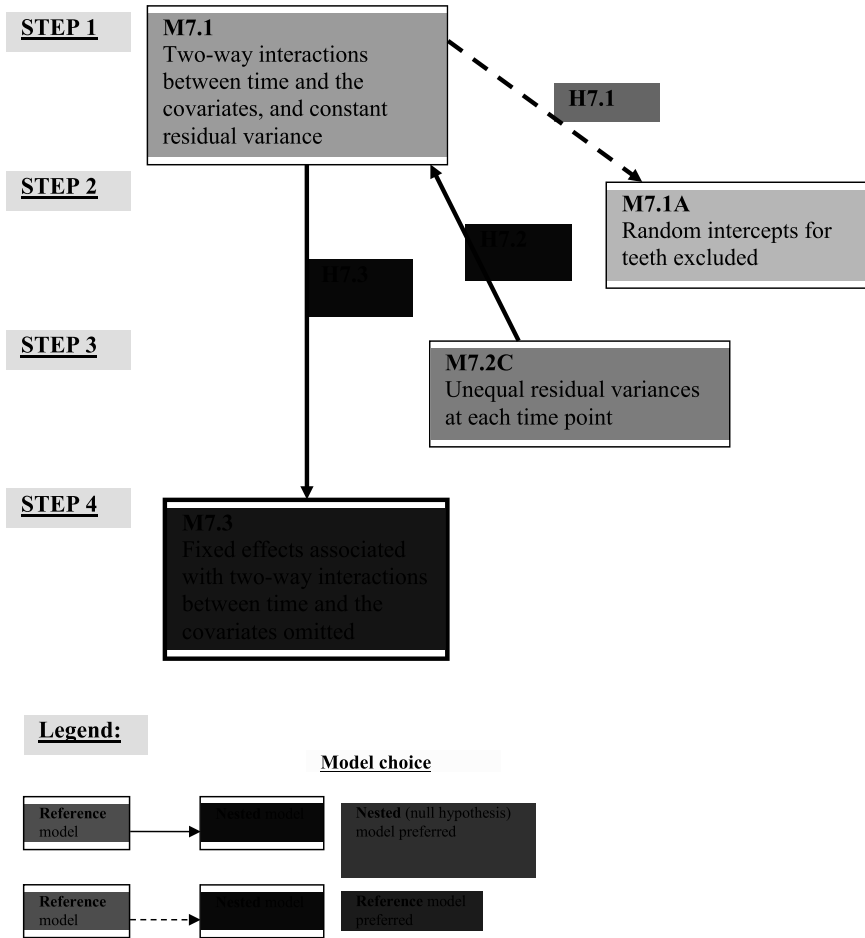 STEP 1
M7.1
Two-way interactions
between time and the
covariates, and constant
residual variance
H7.1
STEP 2
M7.1A
Random intercepts for
teeth excluded
H7.2
H7.3
STEP 3
M7.2C
Unequal residual variances
at each time point
STEP 4
M7.3
Fixed effects associated
with two-way interactions
between time and the
covariates omitted
Legend:
Model choice
Reference
model
Nested model
Nested (null hypothesis)
model preferred
Reference
model
Nested model
Reference model
preferred